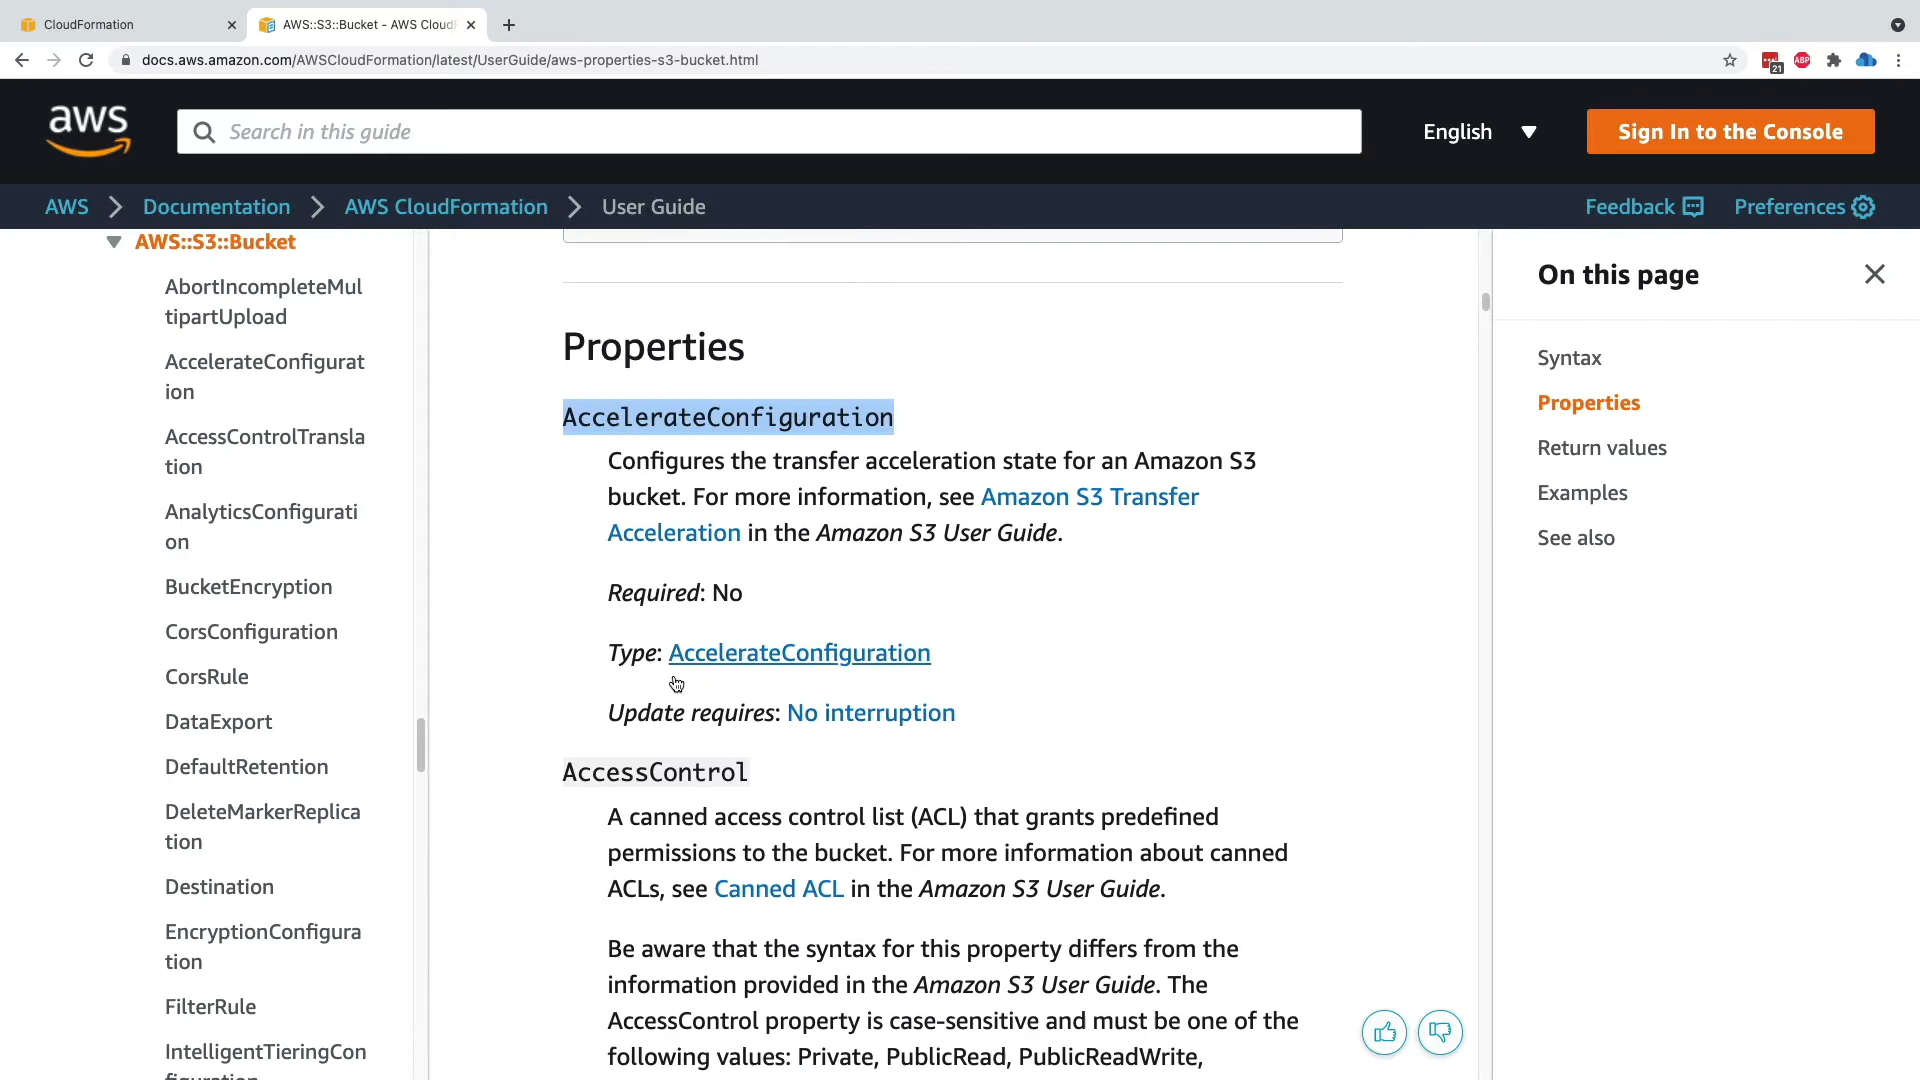 CloudFormation
AWS::S3::Bucket - AWS CloudF
docs.aws.amazon.com/AWSCloudFormation/latest/UserGuide/aws-properties-s3-bucket.html
21
ABP
aws
Search in this guide
English
Sign In to the Console
AWS
Documentation
AWS CloudFormation
User Guide
Feedback
Preferences
AWS::S3::Bucket
AbortIncompleteMul
tipartUpload
AccelerateConfigurat
ion
AccessControlTransla
tion
AnalyticsConfigurati
on
BucketEncryption
CorsConfiguration
CorsRule
DataExport
DefaultRetention
DeleteMarkerReplica
tion
Destination
EncryptionConfigura
tion
FilterRule
IntelligentTieringCon
figuration
Properties
AccelerateConfiguration
Configures the transfer acceleration state for an Amazon S3
bucket. For more information, see Amazon S3 Transfer
Acceleration in the Amazon S3 User Guide.
Required: No
Type: AccelerateConfiguration
Update requires: No interruption
AccessControl
A canned access control list (ACL) that grants predefined
permissions to the bucket. For more information about canned
ACLs, see Canned ACL in the Amazon S3 User Guide.
Be aware that the syntax for this property differs from the
information provided in the Amazon S3 User Guide. The
AccessControl property is case-sensitive and must be one of the
following values: Private, PublicRead, PublicReadWrite,
On this page
Syntax
Properties
Return values
Examples
See also